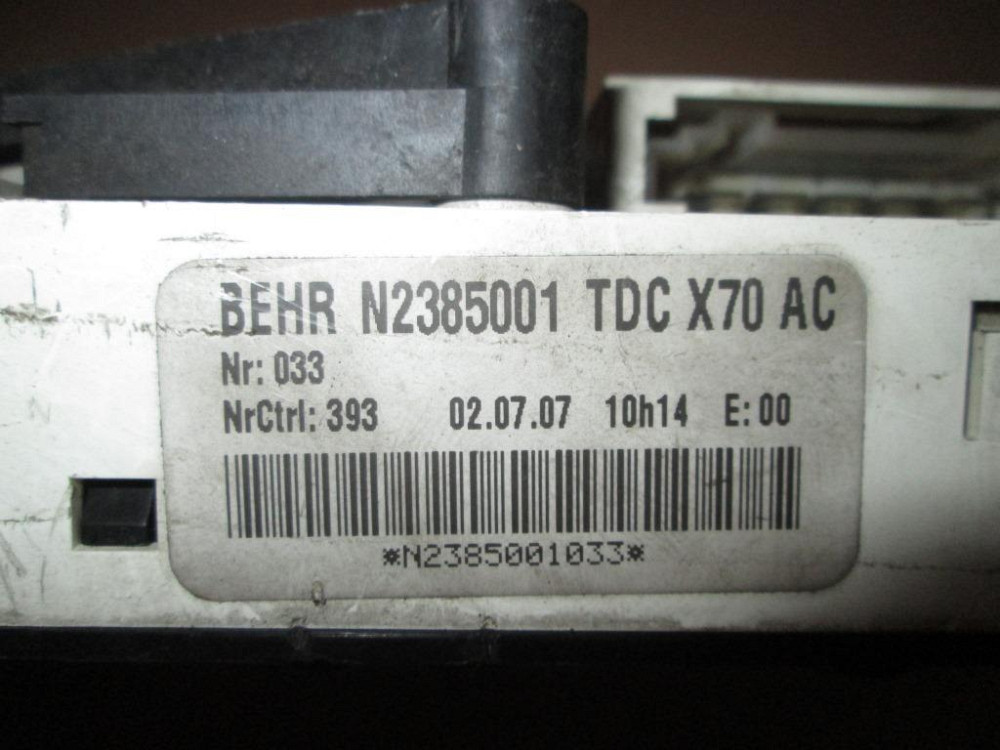 BEHR N2385001 TDC X70 AC
Nr: 033
NrCtrl: 393 02.07.07 10h14 E: 00
*N2385001033*